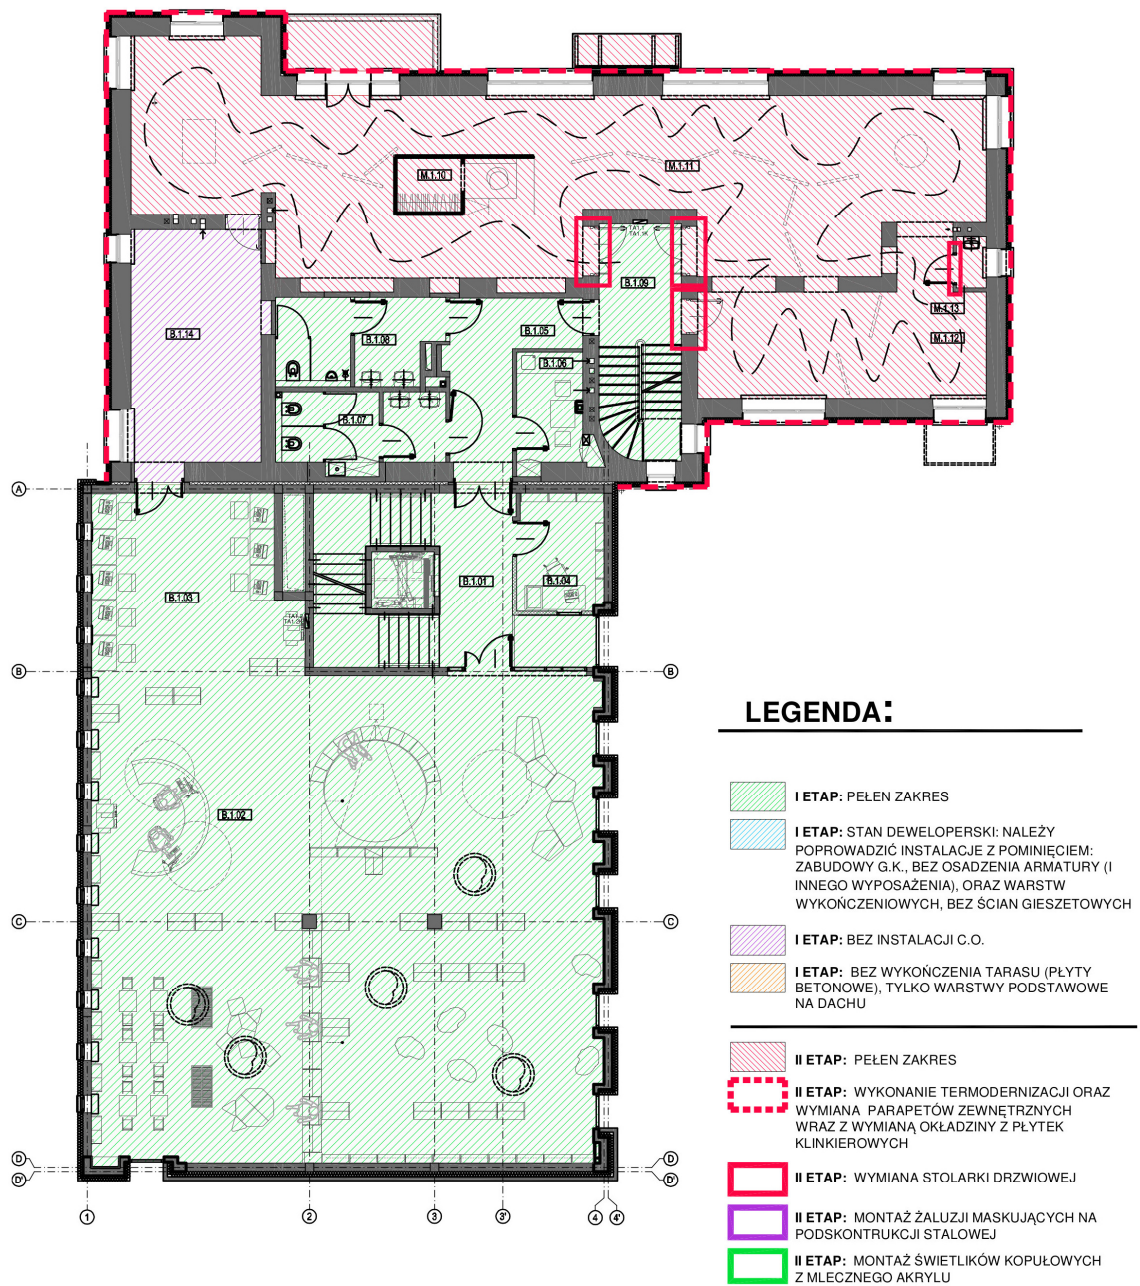 M.1.10
M.1.11
TA1.1
TA1.1K
B.1.09
M.1.13
M.1.12
B.1.14
B.1.08
B.1.05
B.1.06
B.1.07
A
B.1.01
B.1.04
B.1.03
B
B
LEGENDA:
I ETAP: PEŁEN ZAKRES
I ETAP: STAN DEWELOPERSKI: NALEŻY
POPROWADZIĆ INSTALACJE Z POMINIĘCIEM:
ZABUDOWY G.K., BEZ OSADZENIA ARMATURY (I
INNEGO WYPOSAŻENIA), ORAZ WARSTW
WYKOŃCZENIOWYCH, BEZ ŚCIAN GIESZETOWYCH
B.1.02
C
C
I ETAP: BEZ INSTALACJI C.O.
I ETAP: BEZ WYKOŃCZENIA TARASU (PŁYTY
BETONOWE), TYLKO WARSTWY PODSTAWOWE
NA DACHU
II ETAP: PEŁEN ZAKRES
II ETAP: WYKONANIE TERMODERNIZACJI ORAZ
WYMIANA PARAPETÓW ZEWNĘTRZNYCH
WRAZ Z WYMIANĄ OKŁADZINY Z PŁYTEK
KLINKIEROWYCH
D
D
D'
D'
II ETAP: WYMIANA STOLARKI DRZWIOWEJ
1
2
3
3'
4
4'
II ETAP: MONTAŻ ŻALUZJI MASKUJĄCYCH NA
PODSKONTRUKCJI STALOWEJ
II ETAP: MONTAŻ ŚWIETLIKÓW KOPUŁOWYCH
Z MLECZNEGO AKRYLU